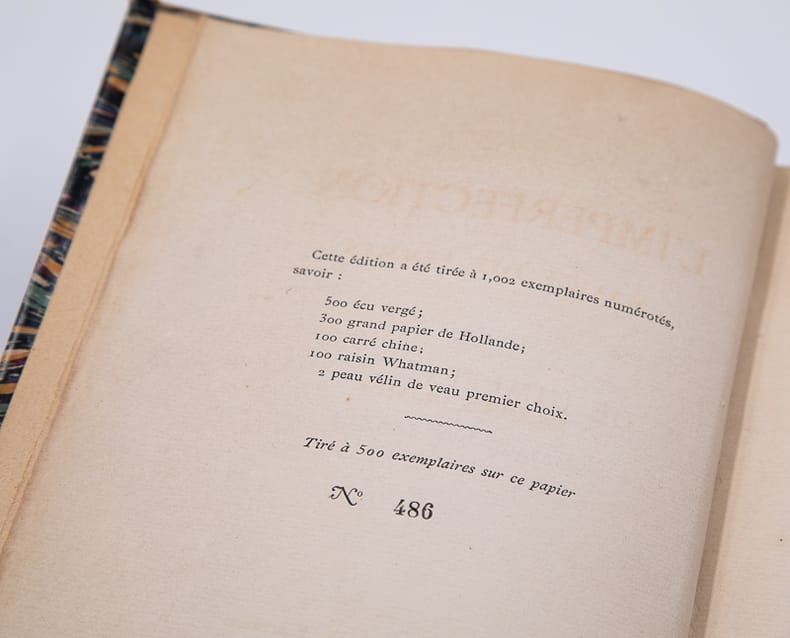 Cette édition a été tirée à 1,002 exemplaires numérotés,
savoir :
500 écu vergé;
300 grand papier de Hollande;
100 carré chine;
100 raisin Whatman;
2 peau vélin de veau premier choix.
Tiré à 500 exemplaires sur ce papier
Nº 486